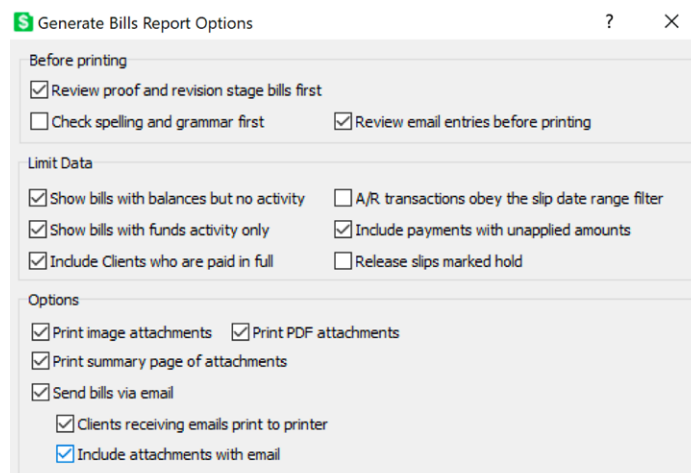 $ Generate Bills Report Options ? ×
Before printing
Review proof and revision stage bills first
Check spelling and grammar first Review email entries before printing
Limit Data
Show bills with balances but no activity A/R transactions obey the slip date range filter
Show bills with funds activity only Include payments with unapplied amounts
Include Clients who are paid in full Release slips marked hold
Options
Print image attachments Print PDF attachments
Print summary page of attachments
Send bills via email
Clients receiving emails print to printer
Include attachments with email